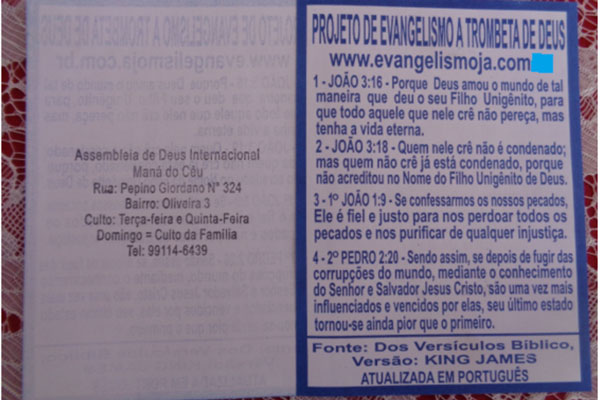 Assembleia de Deus Internacional
Maná do Céu
Rua: Pepino Giordano N° 324
Bairro: Oliveira 3
Culto: Terça-feira e Quinta-Feira
Domingo = Culto da Família
Tel: 99114-6439
PROJETO DE EVANGELISMO A TROMBETA DE DEUS
www.evangelismoja.com
1 - JOÃO 3:16 - Porque Deus amou o mundo de tal
maneira que deu o seu Filho Unigênito, para
que todo aquele que nele crê não pereça, mas
tenha a vida eterna.
2 - JOÃO 3:18 - Quem nele crê não é condenado;
mas quem não crê já está condenado, porque
não acreditou no Nome do Filho Unigênito de Deus.
3 - 1º JOÃO 1:9 - Se confessarmos os nossos pecados,
Ele é fiel e justo para nos perdoar todos os
pecados e nos purificar de qualquer injustiça.
4 - 2º PEDRO 2:20 - Sendo assim, se depois de fugir das
corrupções do mundo, mediante o conhecimento
do Senhor e Salvador Jesus Cristo, são uma vez mais
influenciados e vencidos por elas, seu último estado
tornou-se ainda pior que o primeiro.
Fonte: Dos Versículos Bíblico,
Versão: KING JAMES
ATUALIZADA EM PORTUGUÊS